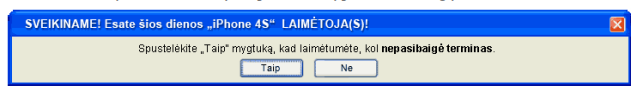 SVEIKINAME! Esate šios dienos „iPhone 4S“ LAIMĖTOJA(S)!
Spustelėkite „Taip“ mygtuką, kad laimėtumėte, kol nepasibaigė terminas.
Taip Ne